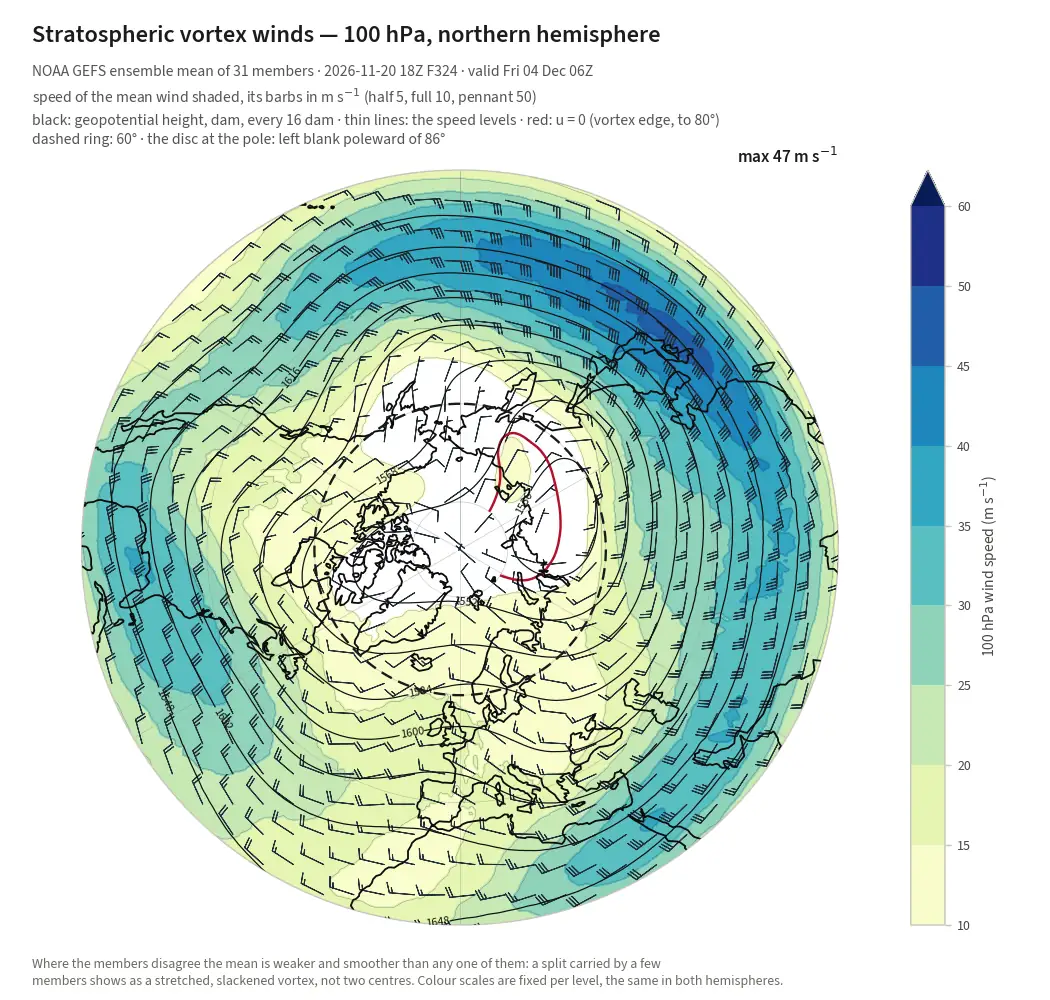 Stratospheric vortex winds — 100 hPa, northern hemisphere
NOAA GEFS ensemble mean of 31 members · 2026-11-20 18Z F324 · valid Fri 04 Dec 06Z
speed of the mean wind shaded, its barbs in m s⁻¹ (half 5, full 10, pennant 50)
black: geopotential height, dam, every 16 dam · thin lines: the speed levels · red: u = 0 (vortex edge, to 80°)
dashed ring: 60° · the disc at the pole: left blank poleward of 86°
max 47 m s⁻¹
60
50
45
40
35
30
25
20
15
10
100 hPa wind speed (m s⁻¹)
1616
1584
1600
1648
Where the members disagree the mean is weaker and smoother than any one of them: a split carried by a few
members shows as a stretched, slackened vortex, not two centres. Colour scales are fixed per level, the same in both hemispheres.